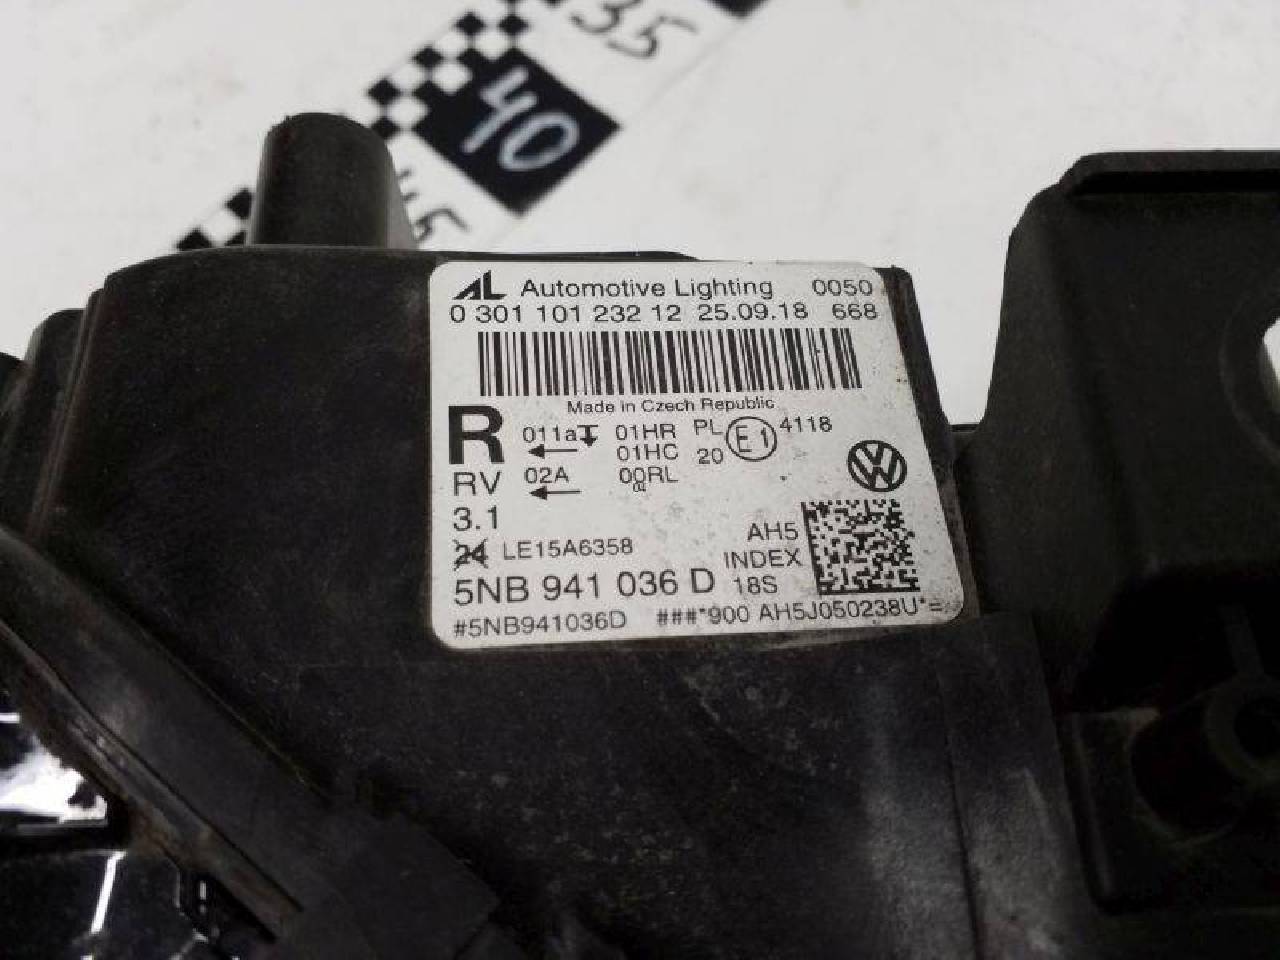 35
40
45
AL Automotive Lighting 0050
0 301 101 232 12 25.09.18 668
Made in Czech Republic
R 011a 01HR PL E1 4118
01HC 20
RV 02A 00RL
3.1
24 LE15A6358 AH5
INDEX
5NB 941 036 D 18S
#5NB941036D ###*900 AH5J050238U*=